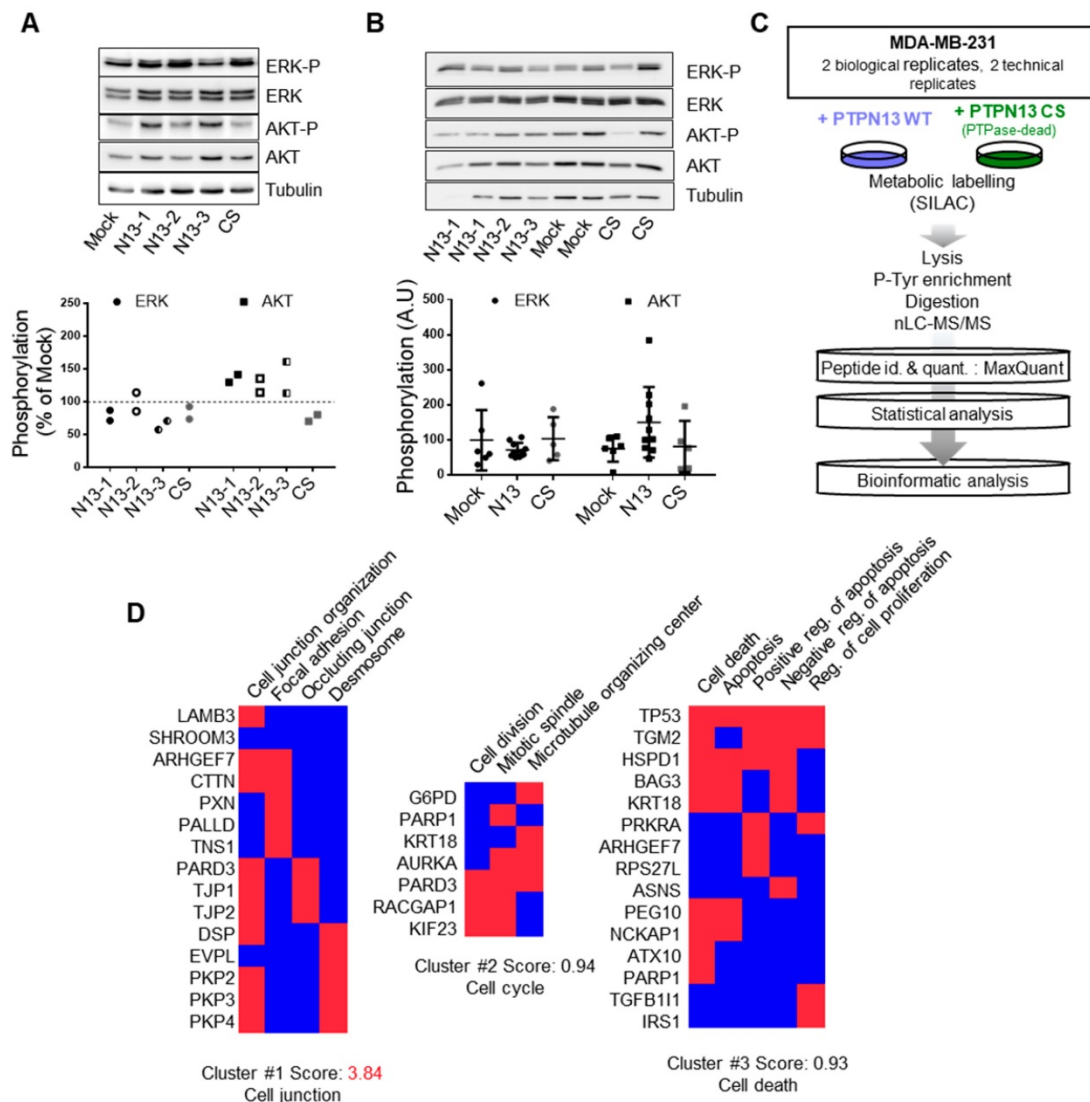 A
ERK-P
ERK
AKT-P
AKT
Tubulin
Mock
N13-1
N13-2
N13-3
CS
ERK
AKT
Phosphorylation
(% of Mock)
250
200
150
100
50
0
N13-1
N13-2
N13-3
CS
N13-1
N13-2
N13-3
CS
B
ERK-P
ERK
AKT-P
AKT
Tubulin
N13-1
N13-1
N13-2
N13-3
Mock
Mock
CS
CS
ERK
AKT
Phosphorylation (A.U)
500
400
300
200
100
0
Mock
N13
CS
Mock
N13
CS
C
MDA-MB-231
2 biological replicates, 2 technical
replicates
+ PTPN13 WT
+ PTPN13 CS
(PTPase-dead)
Metabolic labelling
(SILAC)
Lysis
P-Tyr enrichment
Digestion
nLC-MS/MS
Peptide id. & quant. : MaxQuant
Statistical analysis
Bioinformatic analysis
D
Cell junction organization
Focal adhesion
Occluding junction
Desmosome
LAMB3
SHROOM3
ARHGEF7
CTTN
PXN
PALLD
TNS1
PARD3
TJP1
TJP2
DSP
EVPL
PKP2
PKP3
PKP4
Cluster #1 Score: 3.84
Cell junction
Cell division
Mitotic spindle
Microtubule organizing center
G6PD
PARP1
KRT18
AURKA
PARD3
RACGAP1
KIF23
Cluster #2 Score: 0.94
Cell cycle
Cell death
Apoptosis
Positive reg. of apoptosis
Negative reg. of apoptosis
Reg. of cell proliferation
TP53
TGM2
HSPD1
BAG3
KRT18
PRKRA
ARHGEF7
RPS27L
ASNS
PEG10
NCKAP1
ATX10
PARP1
TGFB1I1
IRS1
Cluster #3 Score: 0.93
Cell death